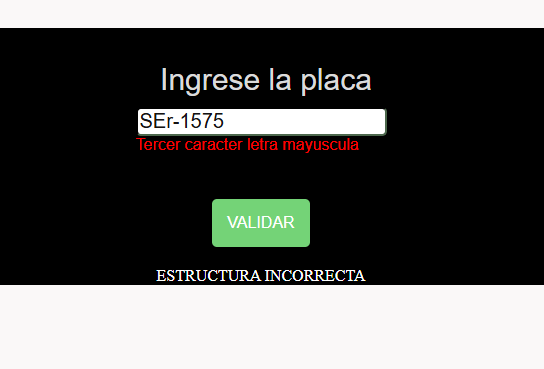 Ingrese la placa
SEr-1575
Tercer caracter letra mayuscula
VALIDAR
ESTRUCTURA INCORRECTA